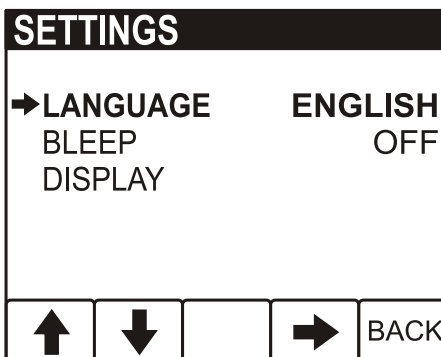 SETTINGS
LANGUAGE ENGLISH
BLEEP OFF
DISPLAY
BACK